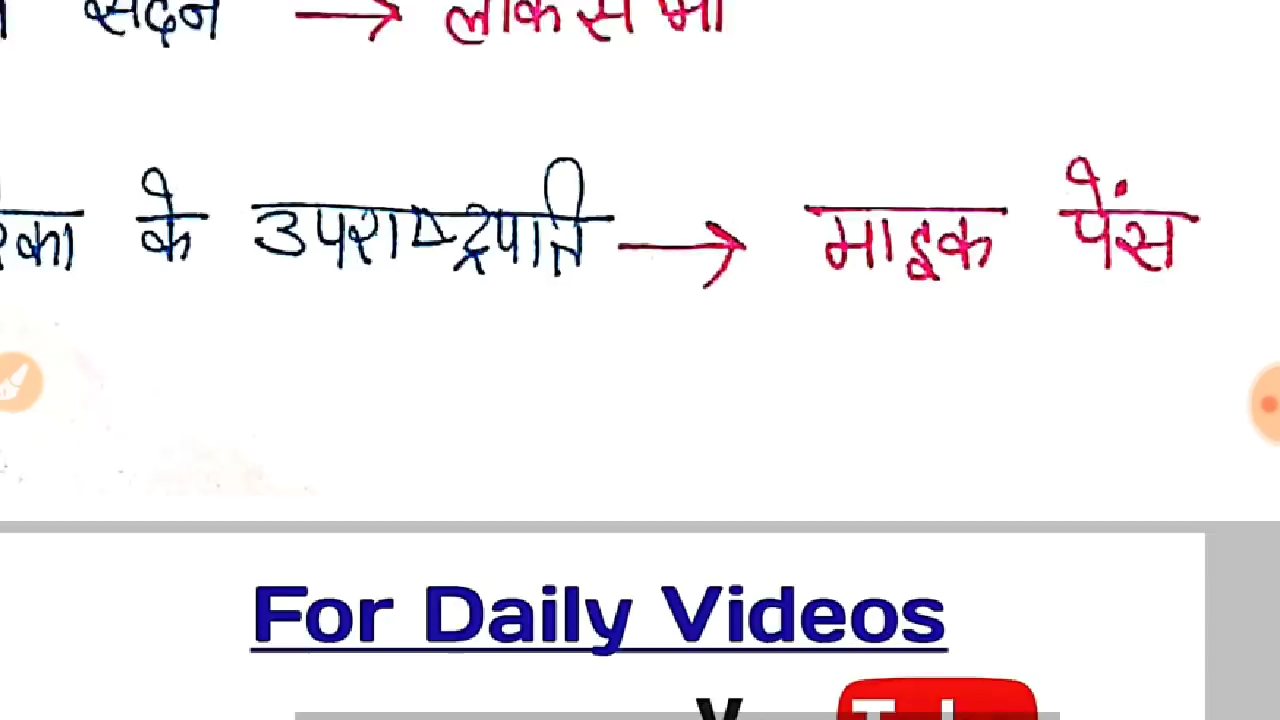 सदन → लोकसभा
के उपराष्ट्रपति → माइक पेंस
For Daily Videos